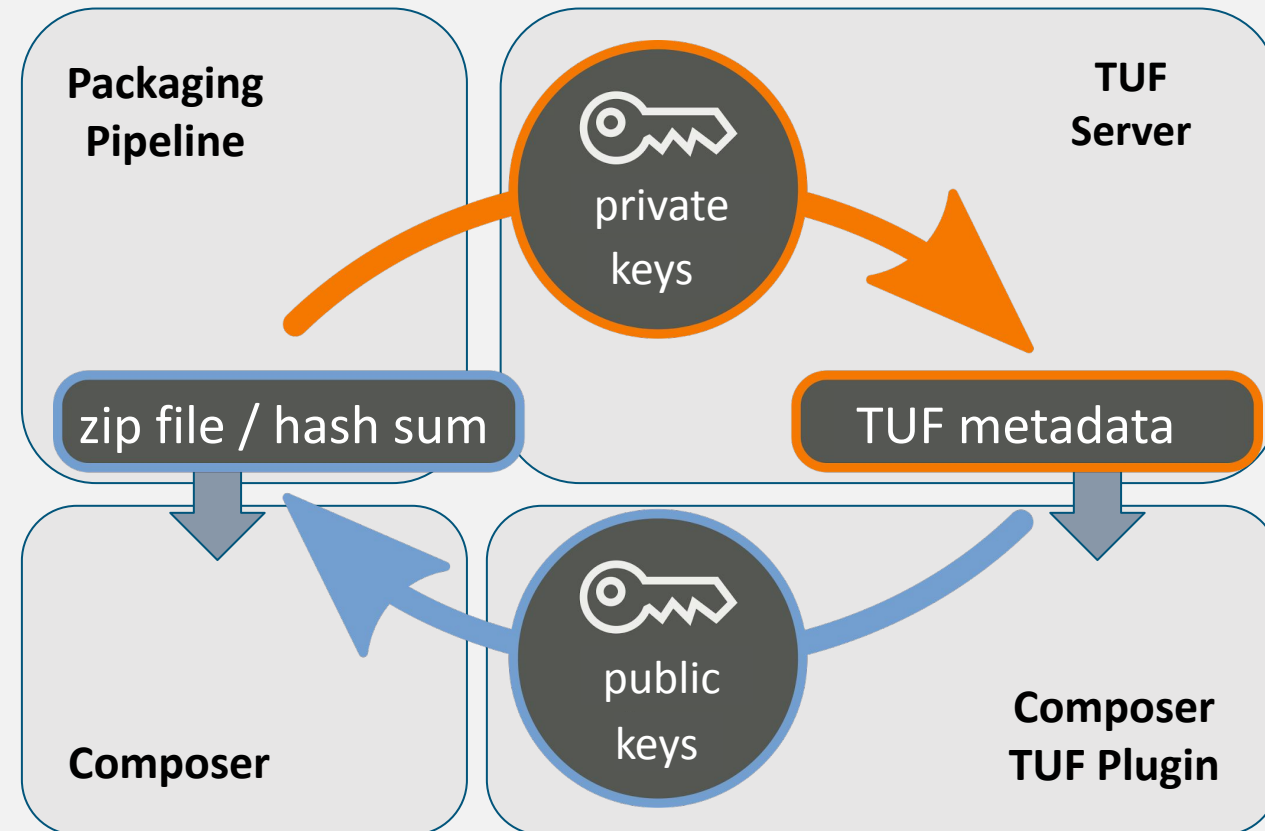 Packaging
Pipeline
TUF
Server
private
keys
zip file / hash sum
TUF metadata
public
keys
Composer
Composer
TUF Plugin